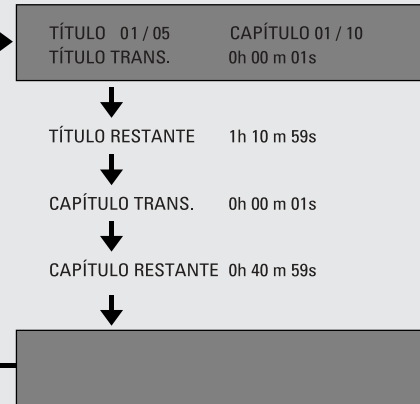 TÍTULO 01 / 05 CAPÍTULO 01 / 10
TÍTULO TRANS. 0h 00 m 01s
TÍTULO RESTANTE 1h 10 m 59s
CAPÍTULO TRANS. 0h 00 m 01s
CAPÍTULO RESTANTE 0h 40 m 59s